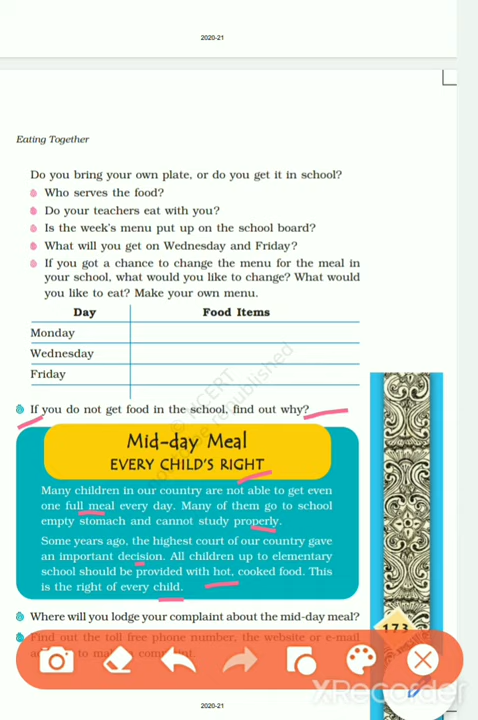 2020-21
Eating Together
Do you bring your own plate, or do you get it in school?
Who serves the food?
Do your teachers eat with you?
Is the week's menu put up on the school board?
What will you get on Wednesday and Friday?
If you got a chance to change the menu for the meal in
your school, what would you like to change? What would
you like to eat? Make your own menu.
Day Food Items
Monday
Wednesday
Friday
© NCERT
be republished
If you do not get food in the school, find out why?
Mid-day Meal
EVERY CHILD'S RIGHT
Many children in our country are not able to get even
one full meal every day. Many of them go to school
empty stomach and cannot study properly.
Some years ago, the highest court of our country gave
an important decision. All children up to elementary
school should be provided with hot, cooked food. This
is the right of every child.
Where will you lodge your complaint about the mid-day meal?
173
Find out the toll free phone number, the website or e-mail
to make
XRecorder
2020-21